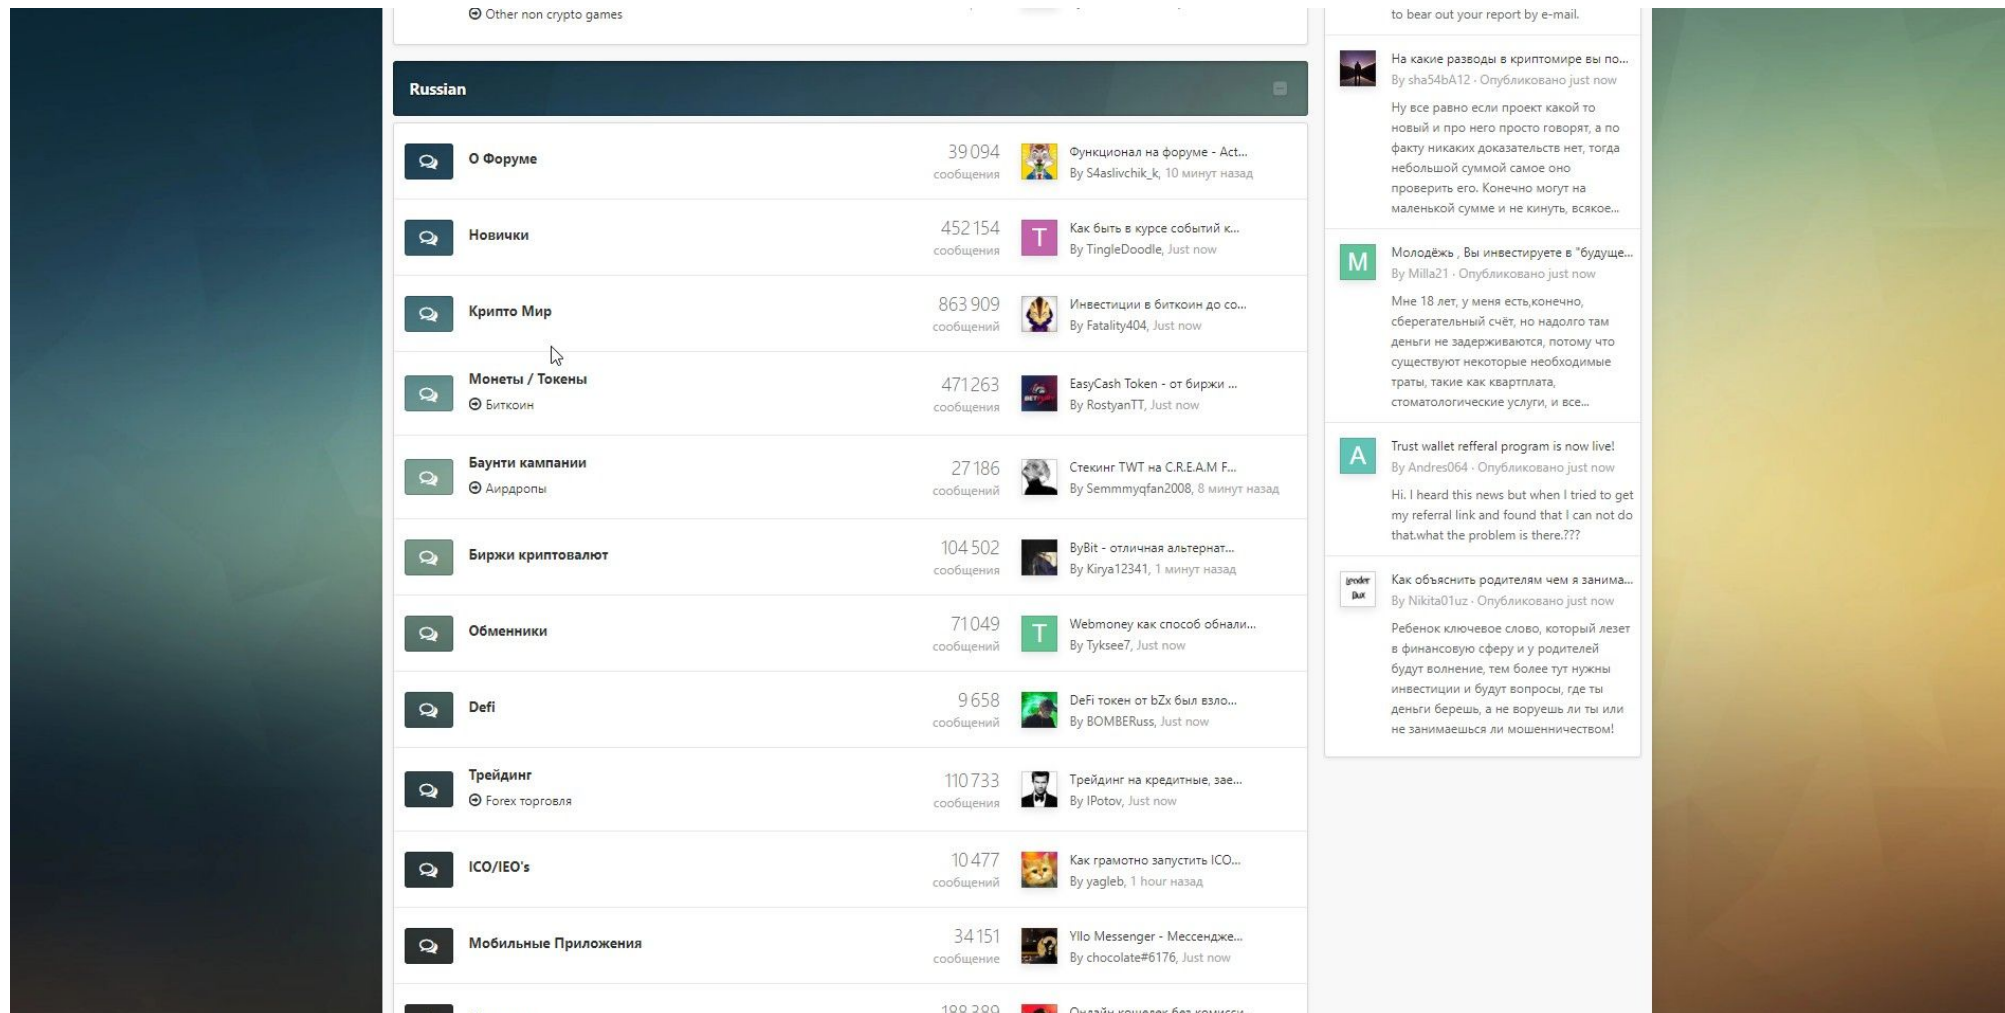 Other non crypto games
Russian
О Форуме
39 094
сообщения
Функционал на форуме - Act...
By S4aslivchik_k, 10 минут назад
Новички
452 154
сообщения
T
Как быть в курсе событий к...
By TingleDoodle, Just now
Крипто Мир
863 909
сообщений
Инвестиции в биткоин до со...
By Fatality404, Just now
Монеты / Токены
Биткоин
471 263
сообщения
EasyCash Token - от биржи ...
By RostyanTT, Just now
Баунти кампании
Аирдропы
27 186
сообщений
Стекинг TWT на C.R.E.A.M F...
By Semmmyqfan2008, 8 минут назад
Биржи криптовалют
104 502
сообщения
ByBit - отличная альтернат...
By Kirya12341, 1 минут назад
Обменники
71 049
сообщений
T
Webmoney как способ обнали...
By Tyksee7, Just now
Defi
9 658
сообщений
DeFi токен от bZx был взло...
By BOMBERuss, Just now
Трейдинг
Forex торговля
110 733
сообщения
Трейдинг на кредитные, зае...
By IPotov, Just now
ICO/IEO's
10 477
сообщений
Как грамотно запустить ICO...
By yagleb, 1 hour назад
Мобильные Приложения
34 151
сообщение
Yllo Messenger - Мессендже...
By chocolate#6176, Just now
188 389
Онлайн кошелек без комисси...
to bear out your report by e-mail.
На какие разводы в криптомире вы по...
By sha54bA12 · Опубликовано just now
Ну все равно если проект какой то
новый и про него просто говорят, а по
факту никаких доказательств нет, тогда
небольшой суммой самое оно
проверить его. Конечно могут на
маленькой сумме и не кинуть, всякое...
M
Молодёжь , Вы инвестируете в "будуще...
By Milla21 · Опубликовано just now
Мне 18 лет, у меня есть,конечно,
сберегательный счёт, но надолго там
деньги не задерживаются, потому что
существуют некоторые необходимые
траты, такие как квартплата,
стоматологические услуги, и все...
A
Trust wallet refferal program is now live!
By Andres064 · Опубликовано just now
Hi. I heard this news but when I tried to get
my referral link and found that I can not do
that.what the problem is there.???
Как объяснить родителям чем я занима...
By Nikita01uz · Опубликовано just now
Ребенок ключевое слово, который лезет
в финансовую сферу и у родителей
будут волнение, тем более тут нужны
инвестиции и будут вопросы, где ты
деньги берешь, а не воруешь ли ты или
не занимаешься ли мошенничеством!